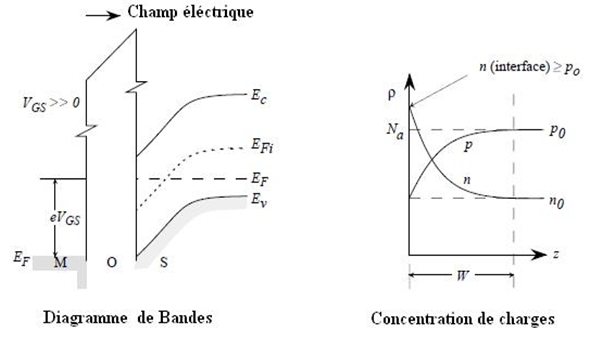 Champ éléctrique
V_GS >> 0
E_c
E_Fi
E_F
E_v
eV_GS
E_F
M O S
Diagramme de Bandes
n (interface) ≥ p_o
ρ
N_a
p
p_0
n
n_0
z
W
Concentration de charges